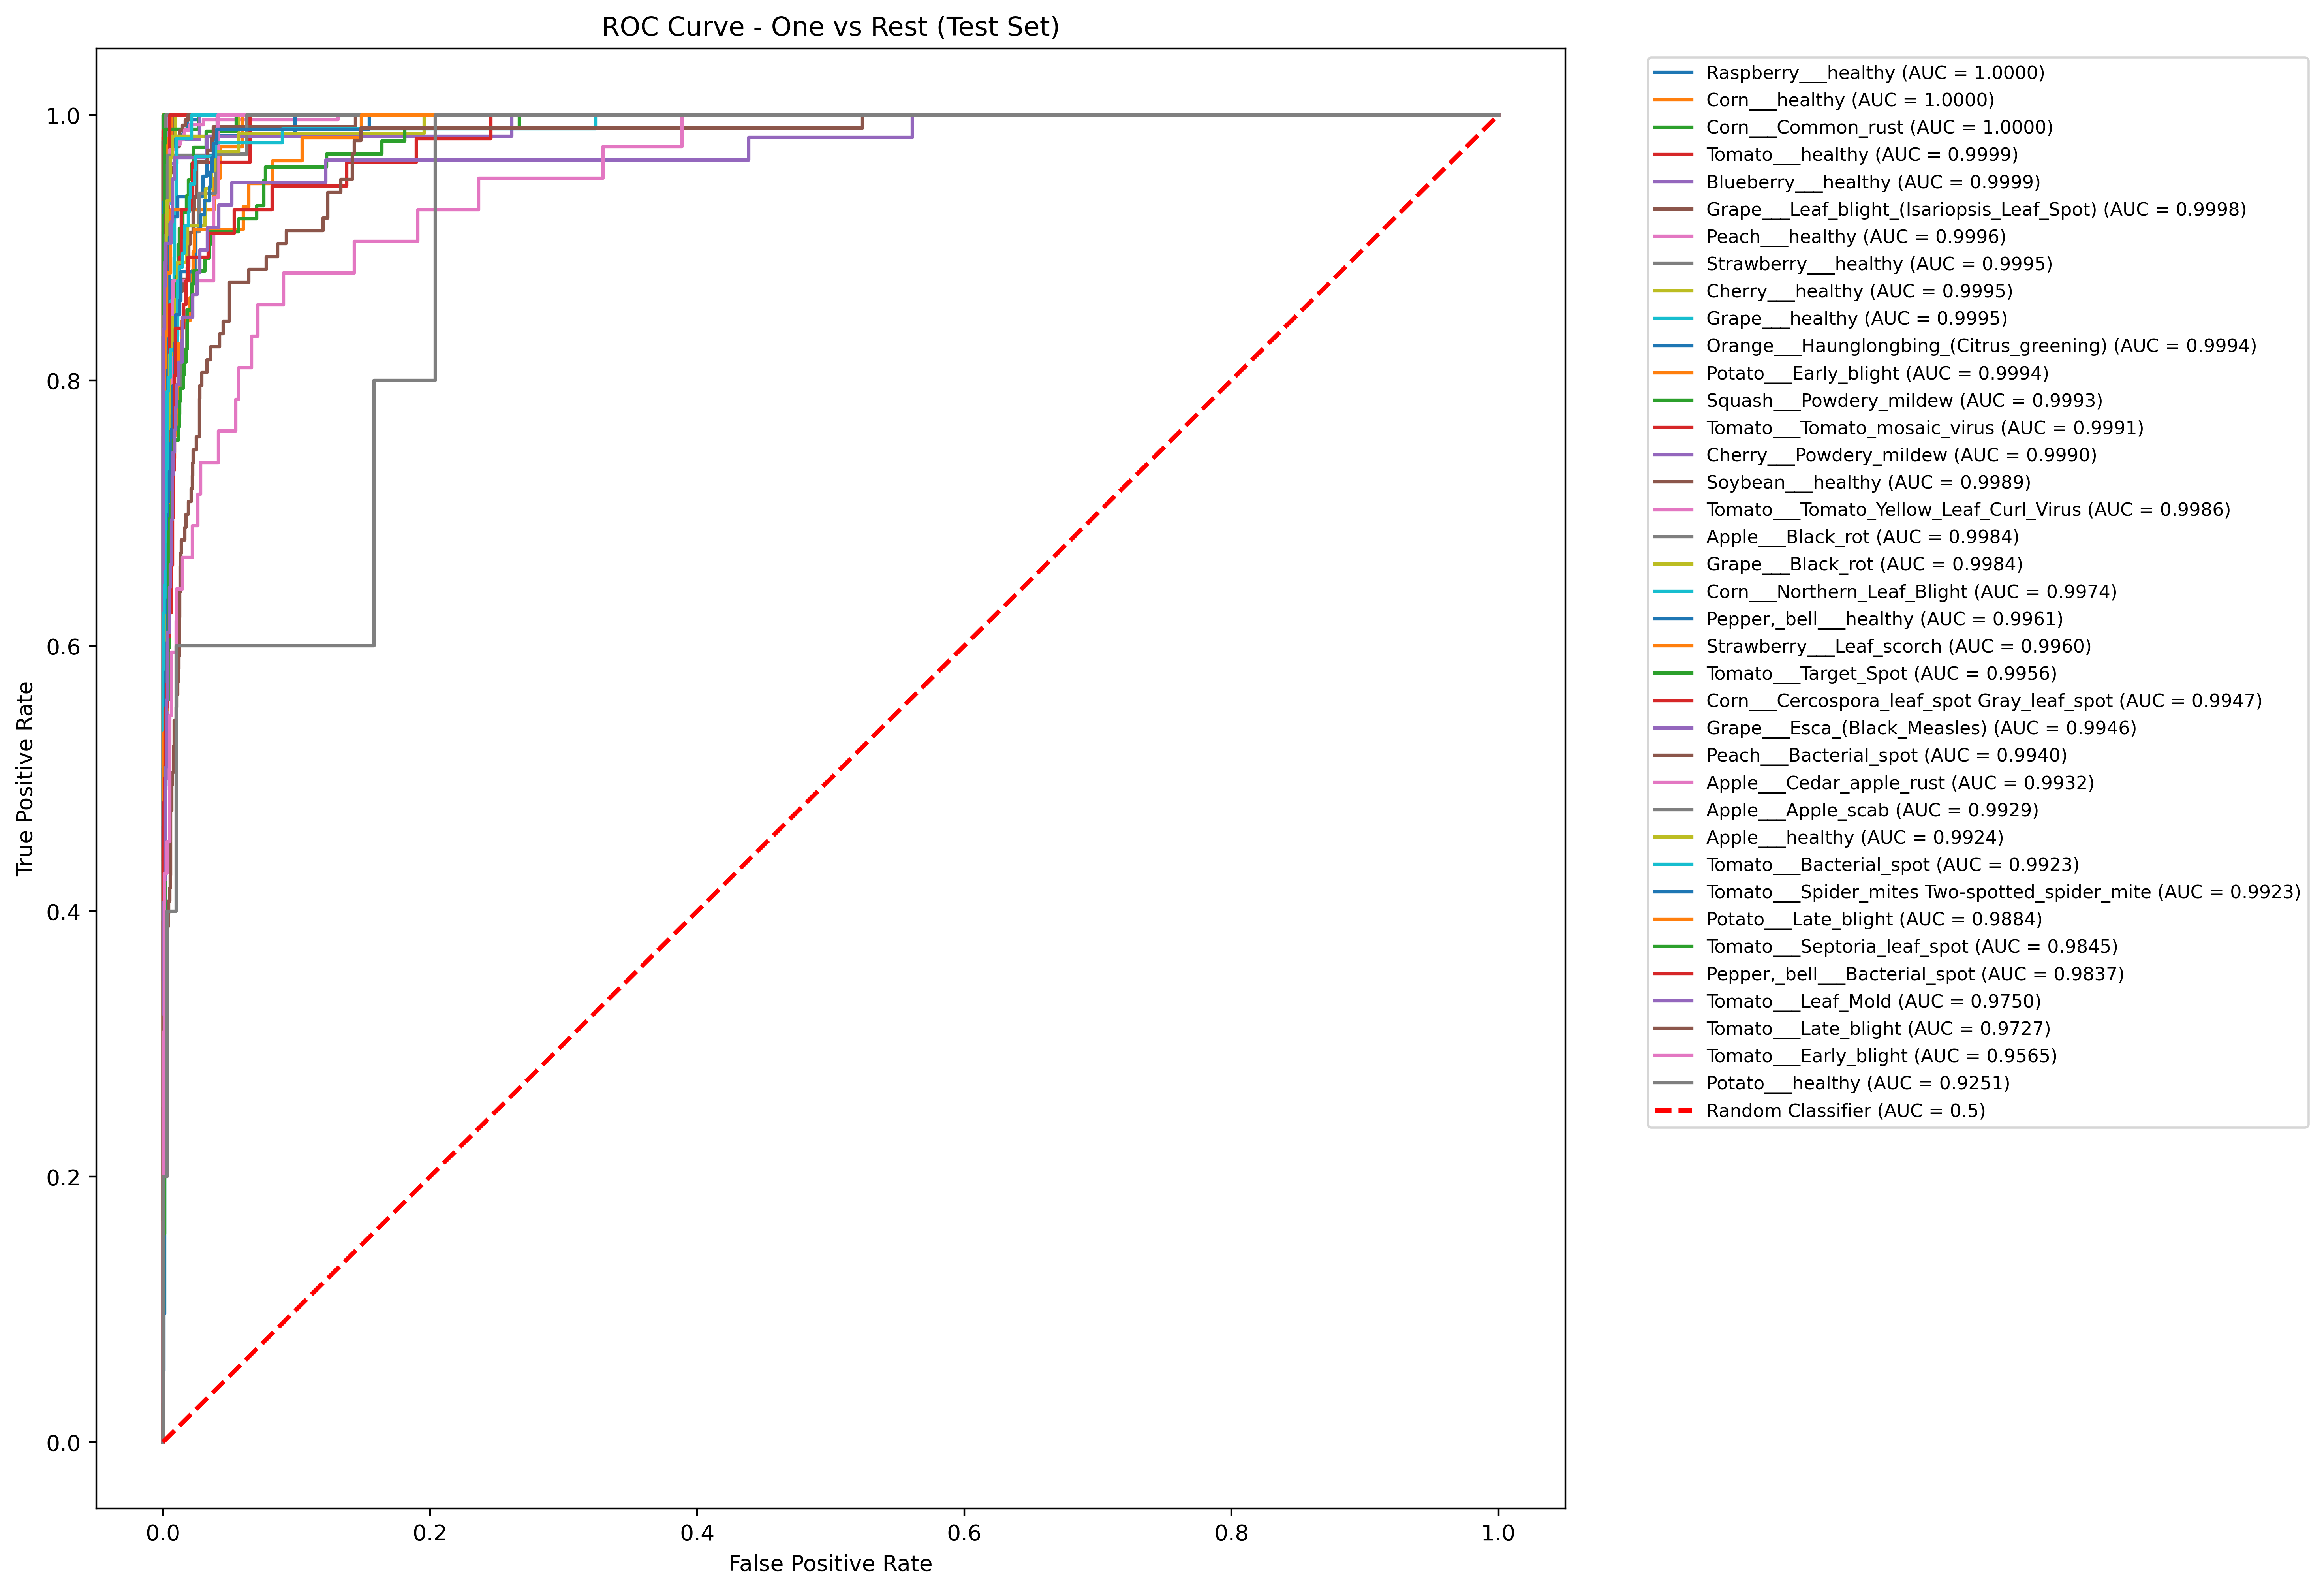 ROC Curve - One vs Rest (Test Set)
True Positive Rate
1.0
0.8
0.6
0.4
0.2
0.0
0.0 0.2 0.4 0.6 0.8 1.0
False Positive Rate
Raspberry___healthy (AUC = 1.0000)
Corn___healthy (AUC = 1.0000)
Corn___Common_rust (AUC = 1.0000)
Tomato___healthy (AUC = 0.9999)
Blueberry___healthy (AUC = 0.9999)
Grape___Leaf_blight_(Isariopsis_Leaf_Spot) (AUC = 0.9998)
Peach___healthy (AUC = 0.9996)
Strawberry___healthy (AUC = 0.9995)
Cherry___healthy (AUC = 0.9995)
Grape___healthy (AUC = 0.9995)
Orange___Haunglongbing_(Citrus_greening) (AUC = 0.9994)
Potato___Early_blight (AUC = 0.9994)
Squash___Powdery_mildew (AUC = 0.9993)
Tomato___Tomato_mosaic_virus (AUC = 0.9991)
Cherry___Powdery_mildew (AUC = 0.9990)
Soybean___healthy (AUC = 0.9989)
Tomato___Tomato_Yellow_Leaf_Curl_Virus (AUC = 0.9986)
Apple___Black_rot (AUC = 0.9984)
Grape___Black_rot (AUC = 0.9984)
Corn___Northern_Leaf_Blight (AUC = 0.9974)
Pepper,_bell___healthy (AUC = 0.9961)
Strawberry___Leaf_scorch (AUC = 0.9960)
Tomato___Target_Spot (AUC = 0.9956)
Corn___Cercospora_leaf_spot Gray_leaf_spot (AUC = 0.9947)
Grape___Esca_(Black_Measles) (AUC = 0.9946)
Peach___Bacterial_spot (AUC = 0.9940)
Apple___Cedar_apple_rust (AUC = 0.9932)
Apple___Apple_scab (AUC = 0.9929)
Apple___healthy (AUC = 0.9924)
Tomato___Bacterial_spot (AUC = 0.9923)
Tomato___Spider_mites Two-spotted_spider_mite (AUC = 0.9923)
Potato___Late_blight (AUC = 0.9884)
Tomato___Septoria_leaf_spot (AUC = 0.9845)
Pepper,_bell___Bacterial_spot (AUC = 0.9837)
Tomato___Leaf_Mold (AUC = 0.9750)
Tomato___Late_blight (AUC = 0.9727)
Tomato___Early_blight (AUC = 0.9565)
Potato___healthy (AUC = 0.9251)
Random Classifier (AUC = 0.5)